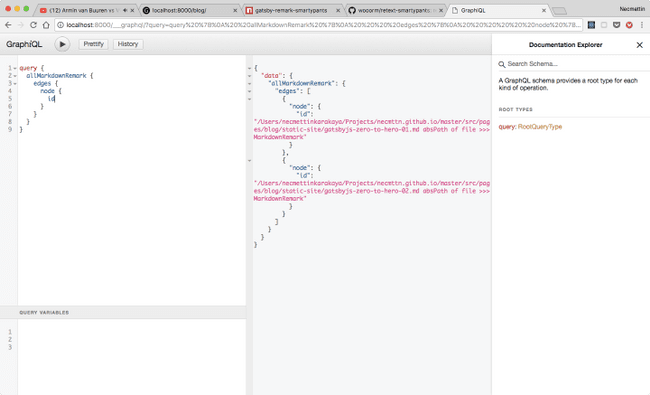 (12) Armin van Buuren v
localhost:8000/blog/
gatsby-remark-smartypants
wooorm/retext-smartypants:
GraphiQL
Necmettin
localhost:8000/___graphql?query=query%20%7B%0A%20%20allMarkdownRemark%20%7B%0A%20%20%20%20edges%20%7B%0A%20%20%20%20%20%20node%20%7B%...
GraphiQL
Prettify
History
Documentation Explorer
1 query {
2 allMarkdownRemark {
3 edges {
4 node {
5 id
6 }
7 }
8 }
9 }
{
"data": {
"allMarkdownRemark": {
"edges": [
{
"node": {
"id":
"/Users/necmettinkarakaya/Projects/necmttn.github.io/master/src/pag
es/blog/static-site/gatsbyjs-zero-to-hero-01.md absPath of file >>>
MarkdownRemark"
}
},
{
"node": {
"id":
"/Users/necmettinkarakaya/Projects/necmttn.github.io/master/src/pag
es/blog/static-site/gatsbyjs-zero-to-hero-02.md absPath of file >>>
MarkdownRemark"
}
}
]
}
}
}
Search Schema...
A GraphQL schema provides a root type for each
kind of operation.
ROOT TYPES
query: RootQueryType
QUERY VARIABLES
1
2
3